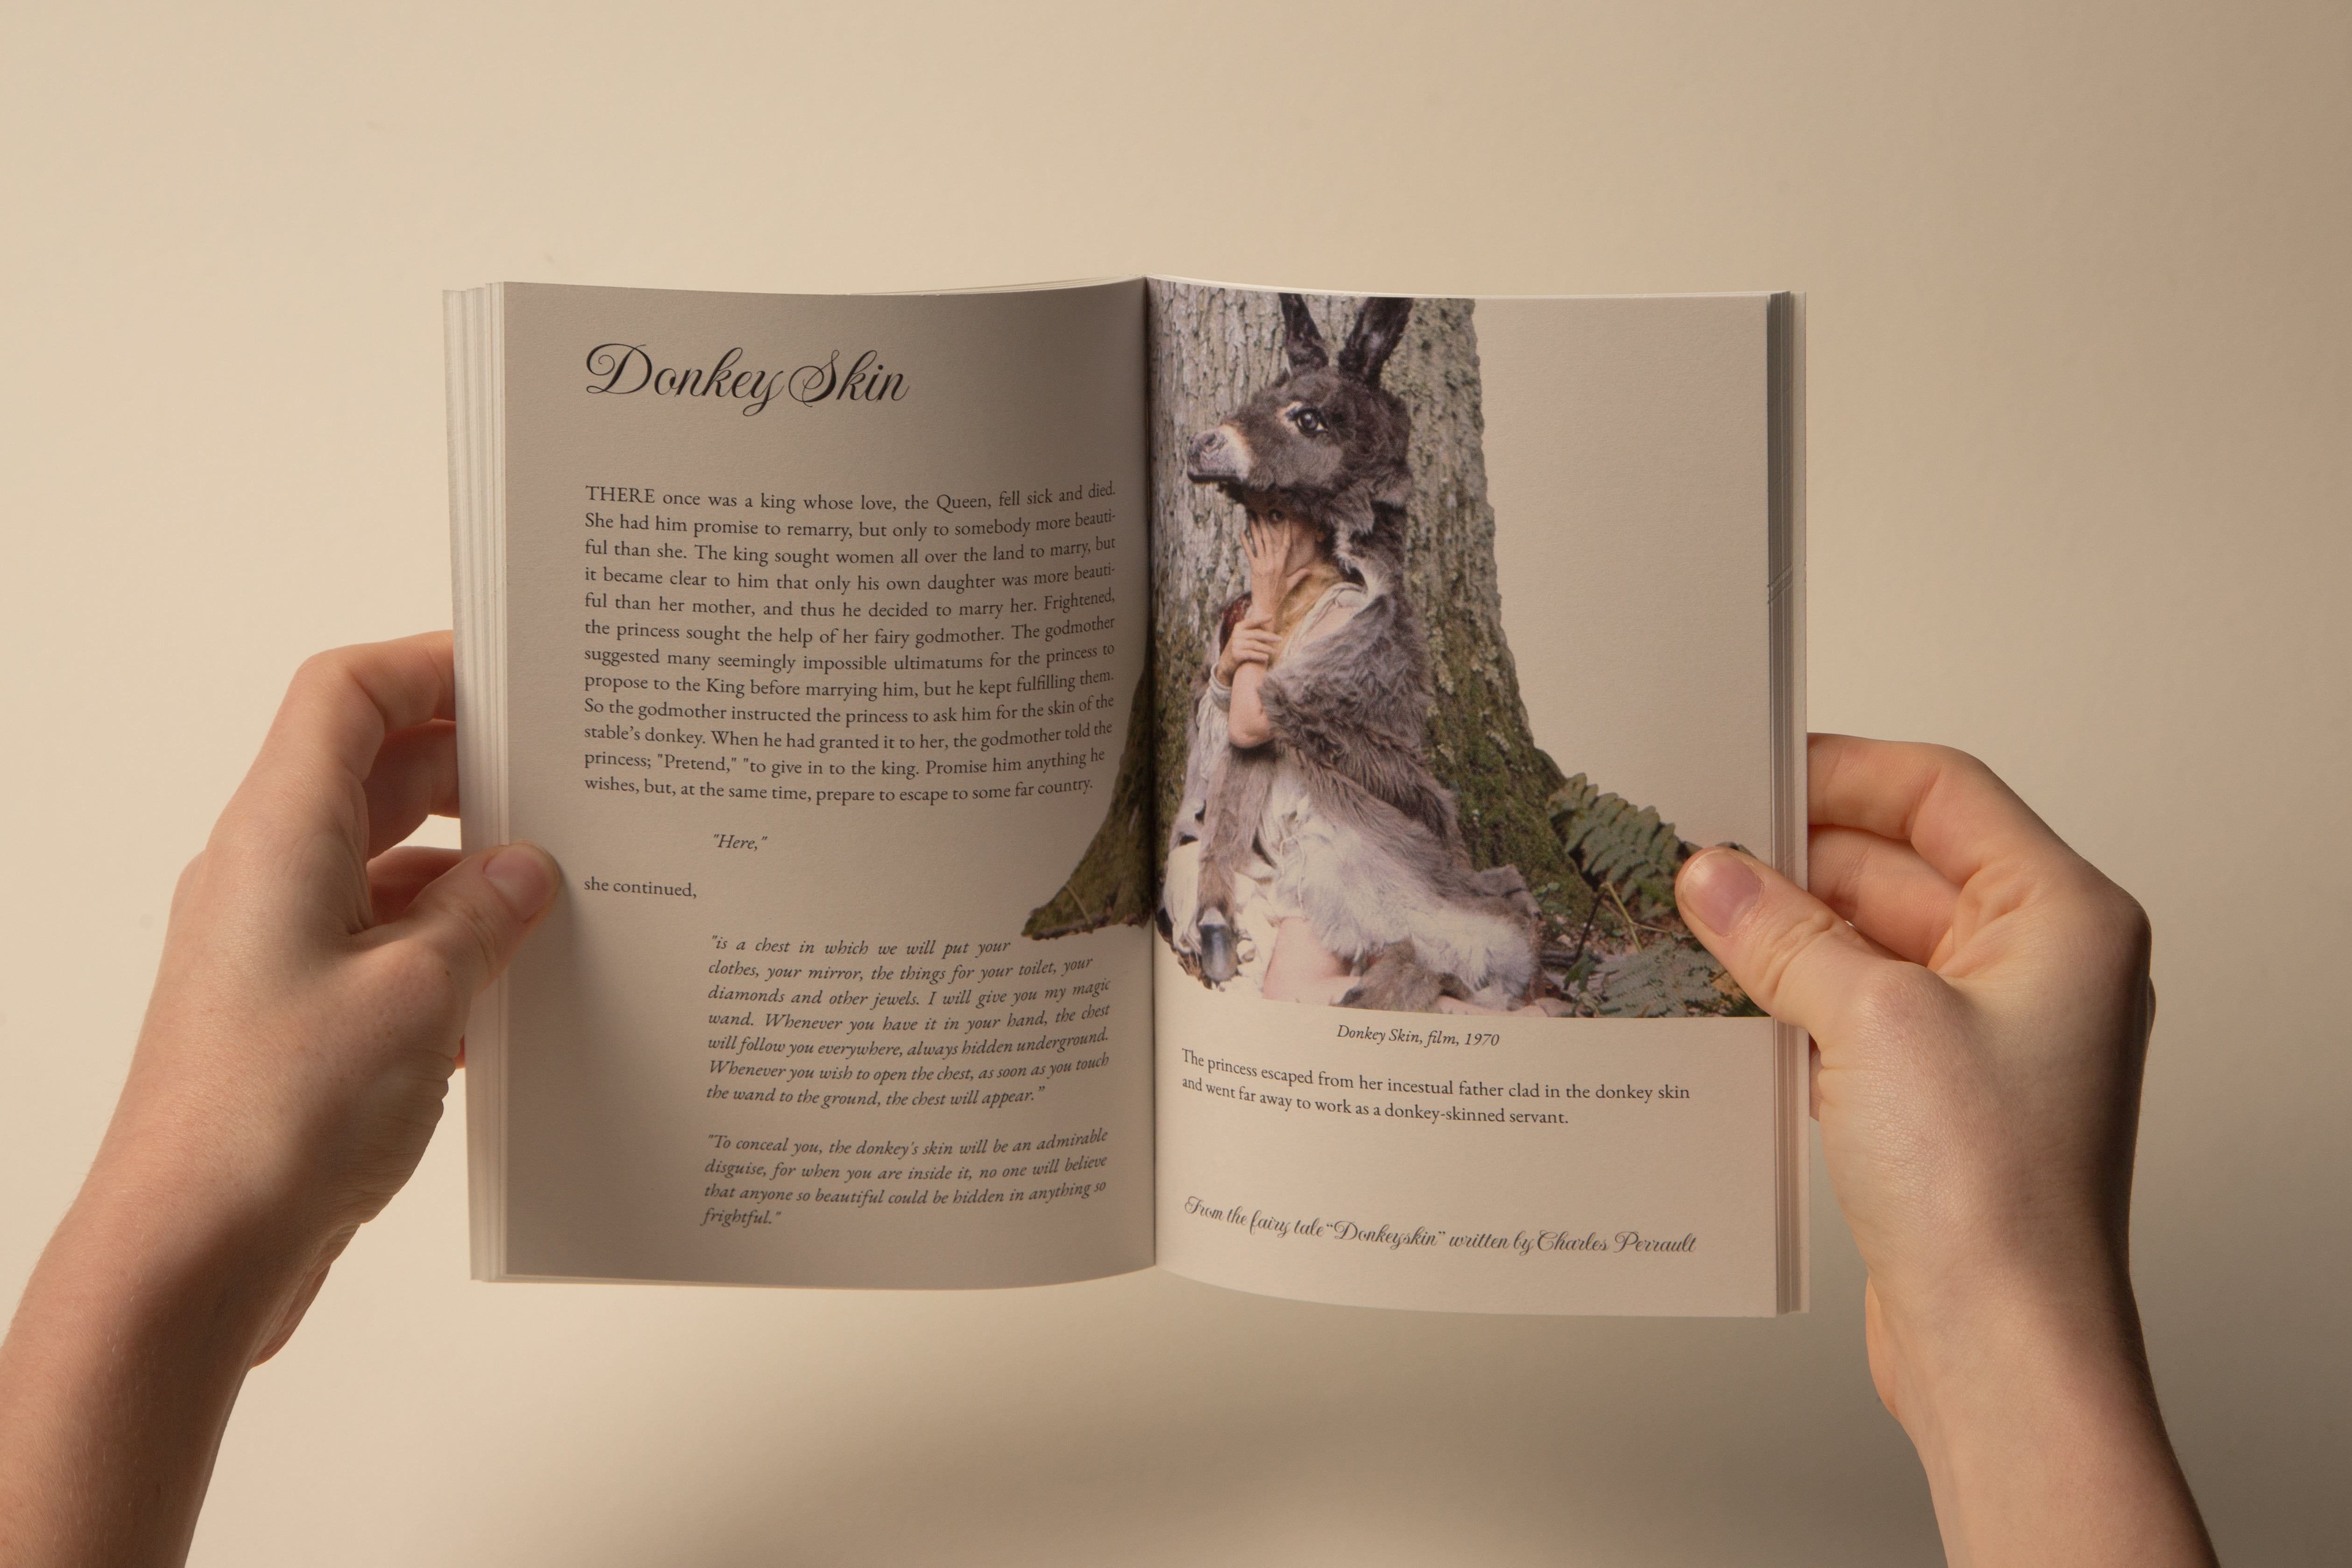 Donkey Skin
THERE once was a king whose love, the Queen, fell sick and died.
She had him promise to remarry, but only to somebody more beauti-
ful than she. The king sought women all over the land to marry, but
it became clear to him that only his own daughter was more beauti-
ful than her mother, and thus he decided to marry her. Frightened,
the princess sought the help of her fairy godmother. The godmother
suggested many seemingly impossible ultimatums for the princess to
propose to the King before marrying him, but he kept fulfilling them.
So the godmother instructed the princess to ask him for the skin of the
stable’s donkey. When he had granted it to her, the godmother told the
princess; "Pretend," "to give in to the king. Promise him anything he
wishes, but, at the same time, prepare to escape to some far country.
"Here,"
she continued,
"is a chest in which we will put your
clothes, your mirror, the things for your toilet, your
diamonds and other jewels. I will give you my magic
wand. Whenever you have it in your hand, the chest
will follow you everywhere, always hidden underground.
Whenever you wish to open the chest, as soon as you touch
the wand to the ground, the chest will appear.”
"To conceal you, the donkey's skin will be an admirable
disguise, for when you are inside it, no one will believe
that anyone so beautiful could be hidden in anything so
frightful."
Donkey Skin, film, 1970
The princess escaped from her incestual father clad in the donkey skin
and went far away to work as a donkey-skinned servant.
From the fairy tale “Donkeyskin” written by Charles Perrault